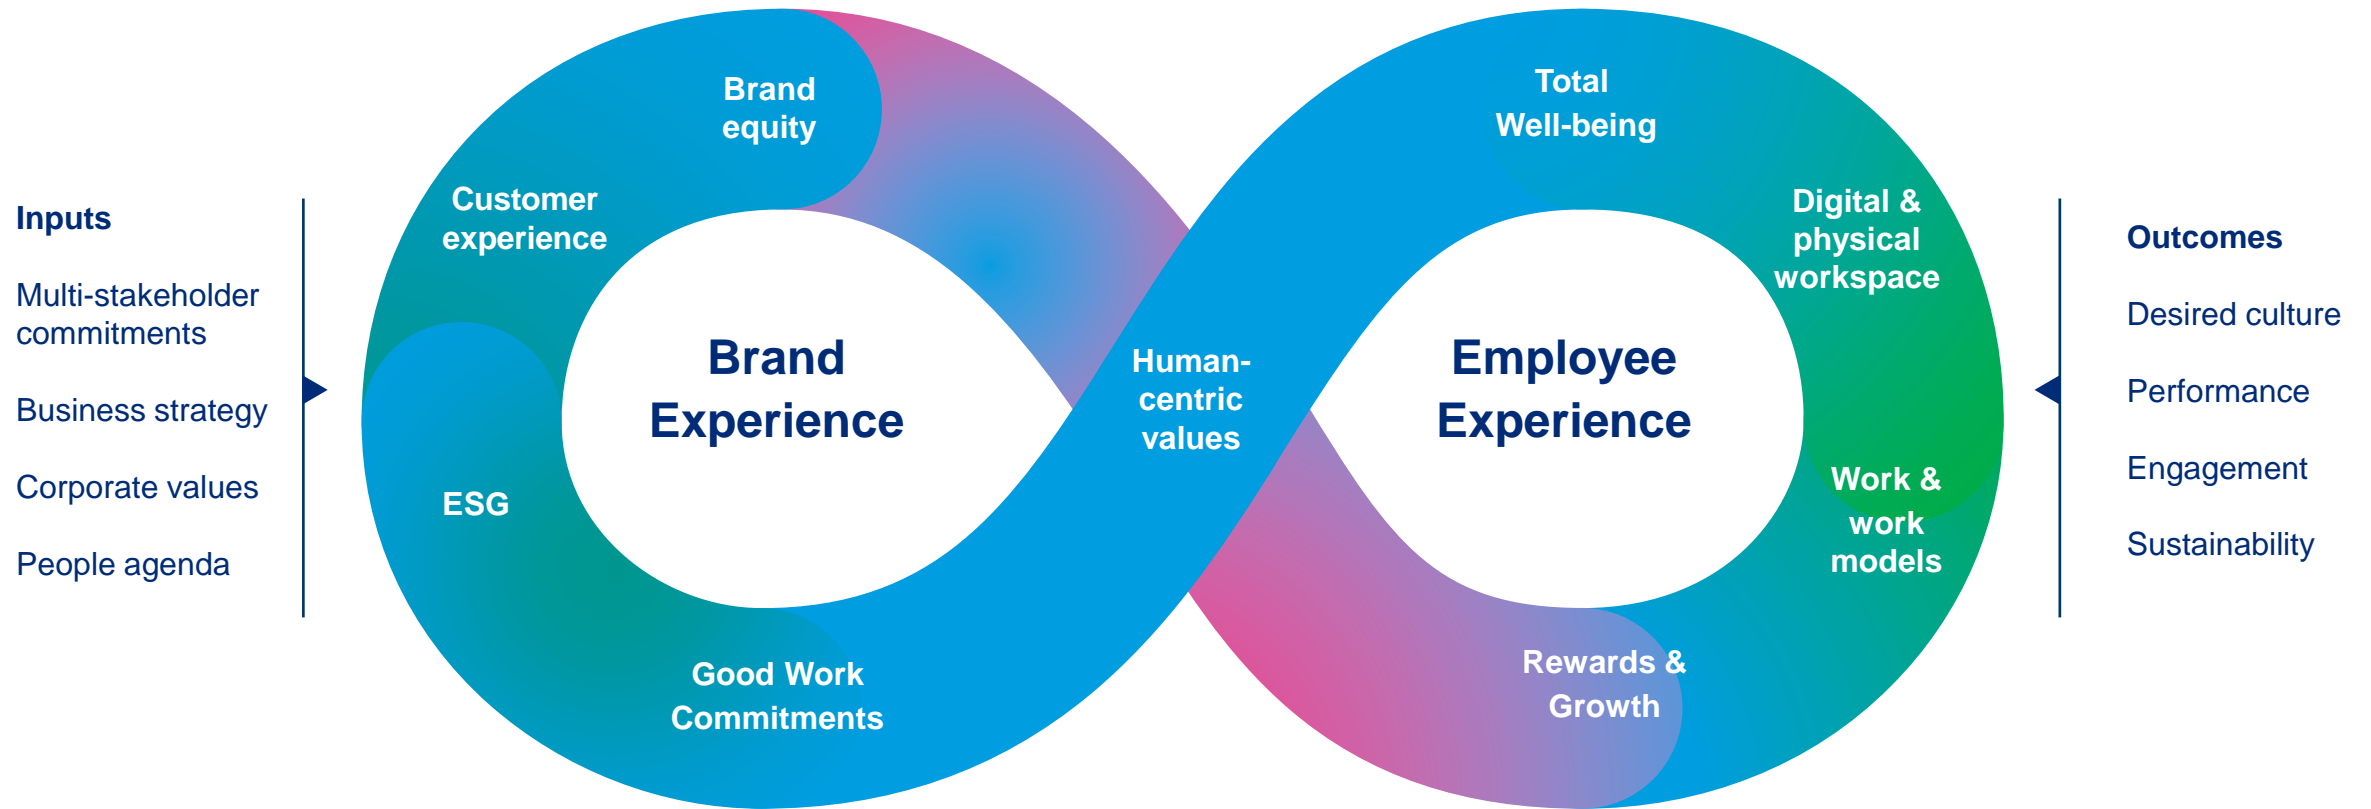 Inputs
Multi-stakeholder
commitments
Business strategy
Corporate values
People agenda
Brand
equity
Customer
experience
ESG
Good Work
Commitments
Brand
Experience
Human-
centric
values
Employee
Experience
Total
Well-being
Digital &
physical
workspace
Work &
work
models
Rewards &
Growth
Outcomes
Desired culture
Performance
Engagement
Sustainability